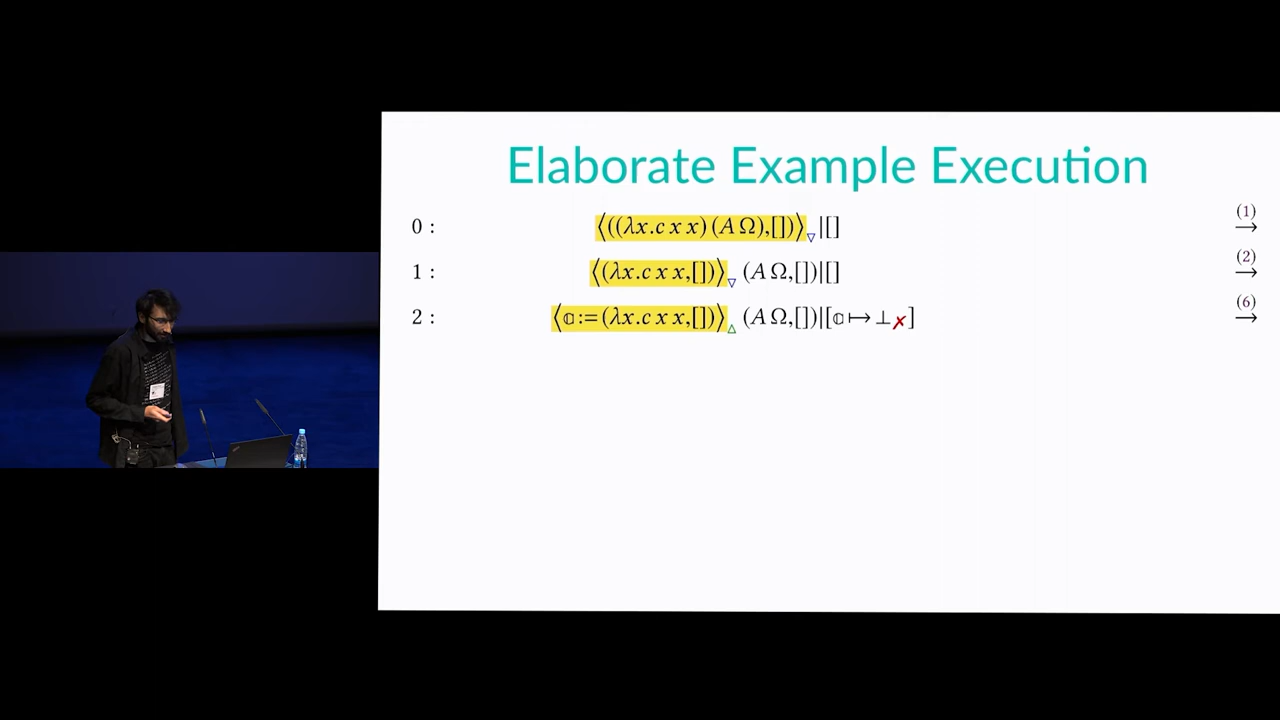 Elaborate Example Execution
0 : ⟨((λx.c x x) (A Ω),[])⟩▽ |[] (1) →
1 : ⟨(λx.c x x,[])⟩▽ (A Ω,[])|[] (2) →
2 : ⟨𝕔:=(λx.c x x,[])⟩△ (A Ω,[])|[𝕔 ↦ ⊥✗] (6) →